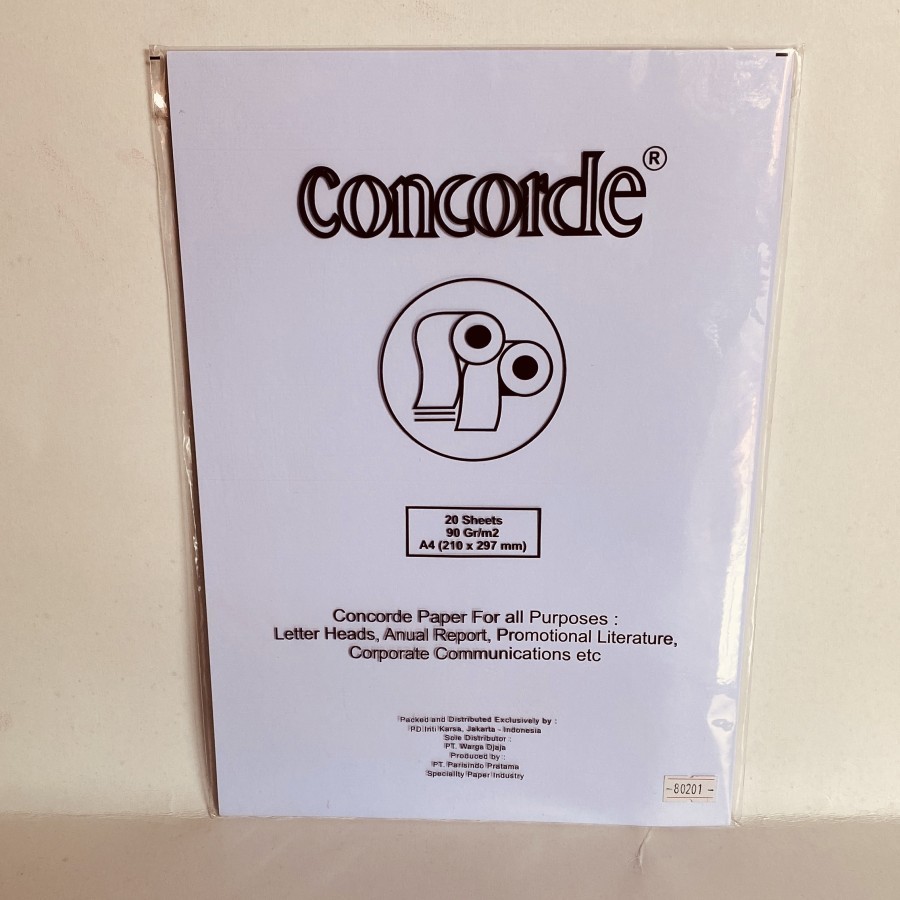 Concorde®
20 Sheets
90 Gr/m2
A4 (210 x 297 mm)
Concorde Paper For all Purposes :
Letter Heads, Anual Report, Promotional Literature,
Corporate Communications etc
Packed and Distributed Exclusively by :
PD.Inti Karsa, Jakarta - Indonesia
Sole Distributor :
PT. Warga Djaja
Produced by :
PT. Parisindo Pratama
Speciality Paper Industry
-80201-